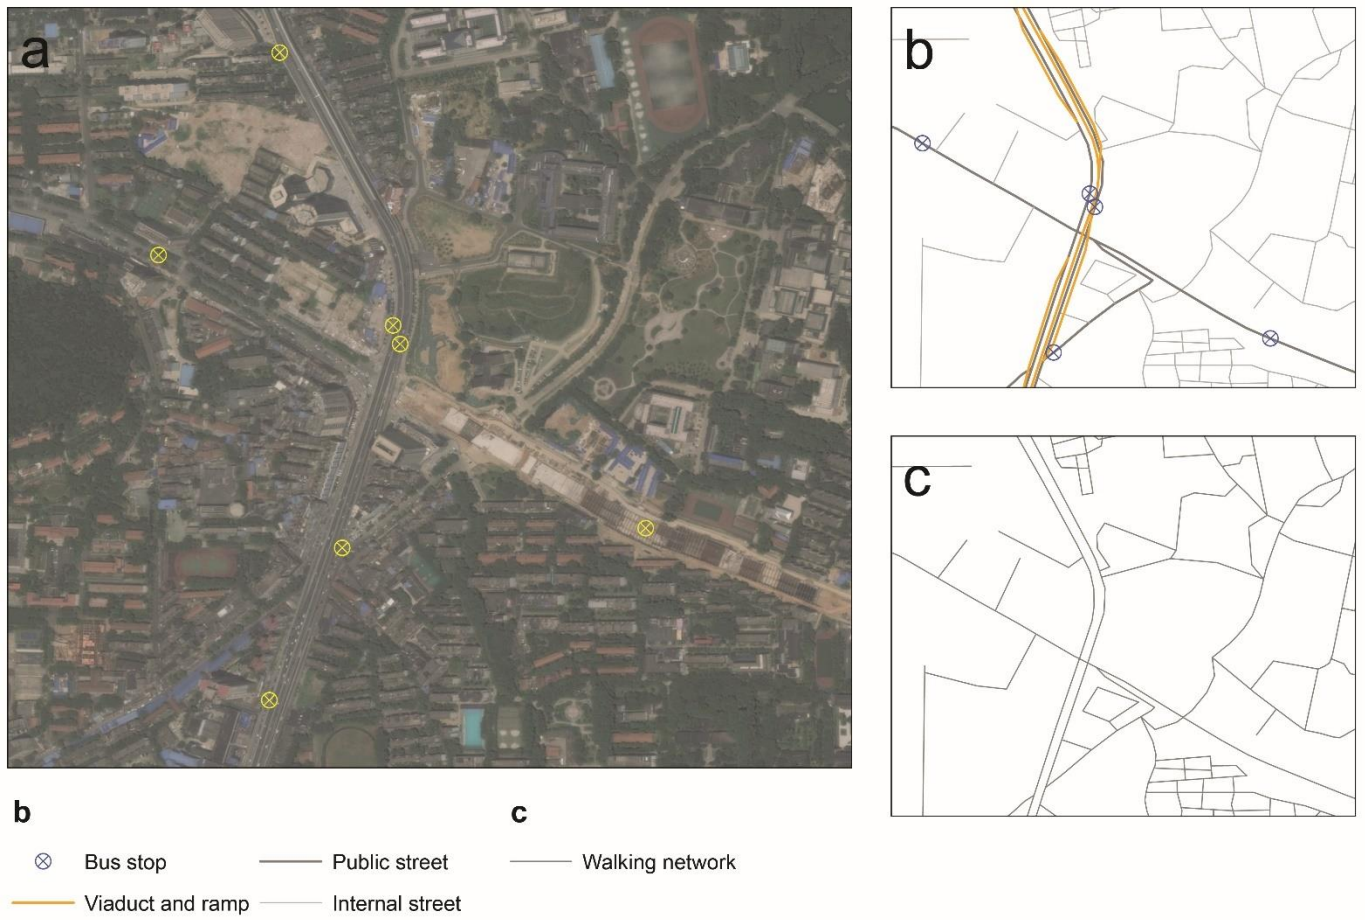 a
b
c
b
c
Bus stop
Public street
Walking network
Viaduct and ramp
Internal street